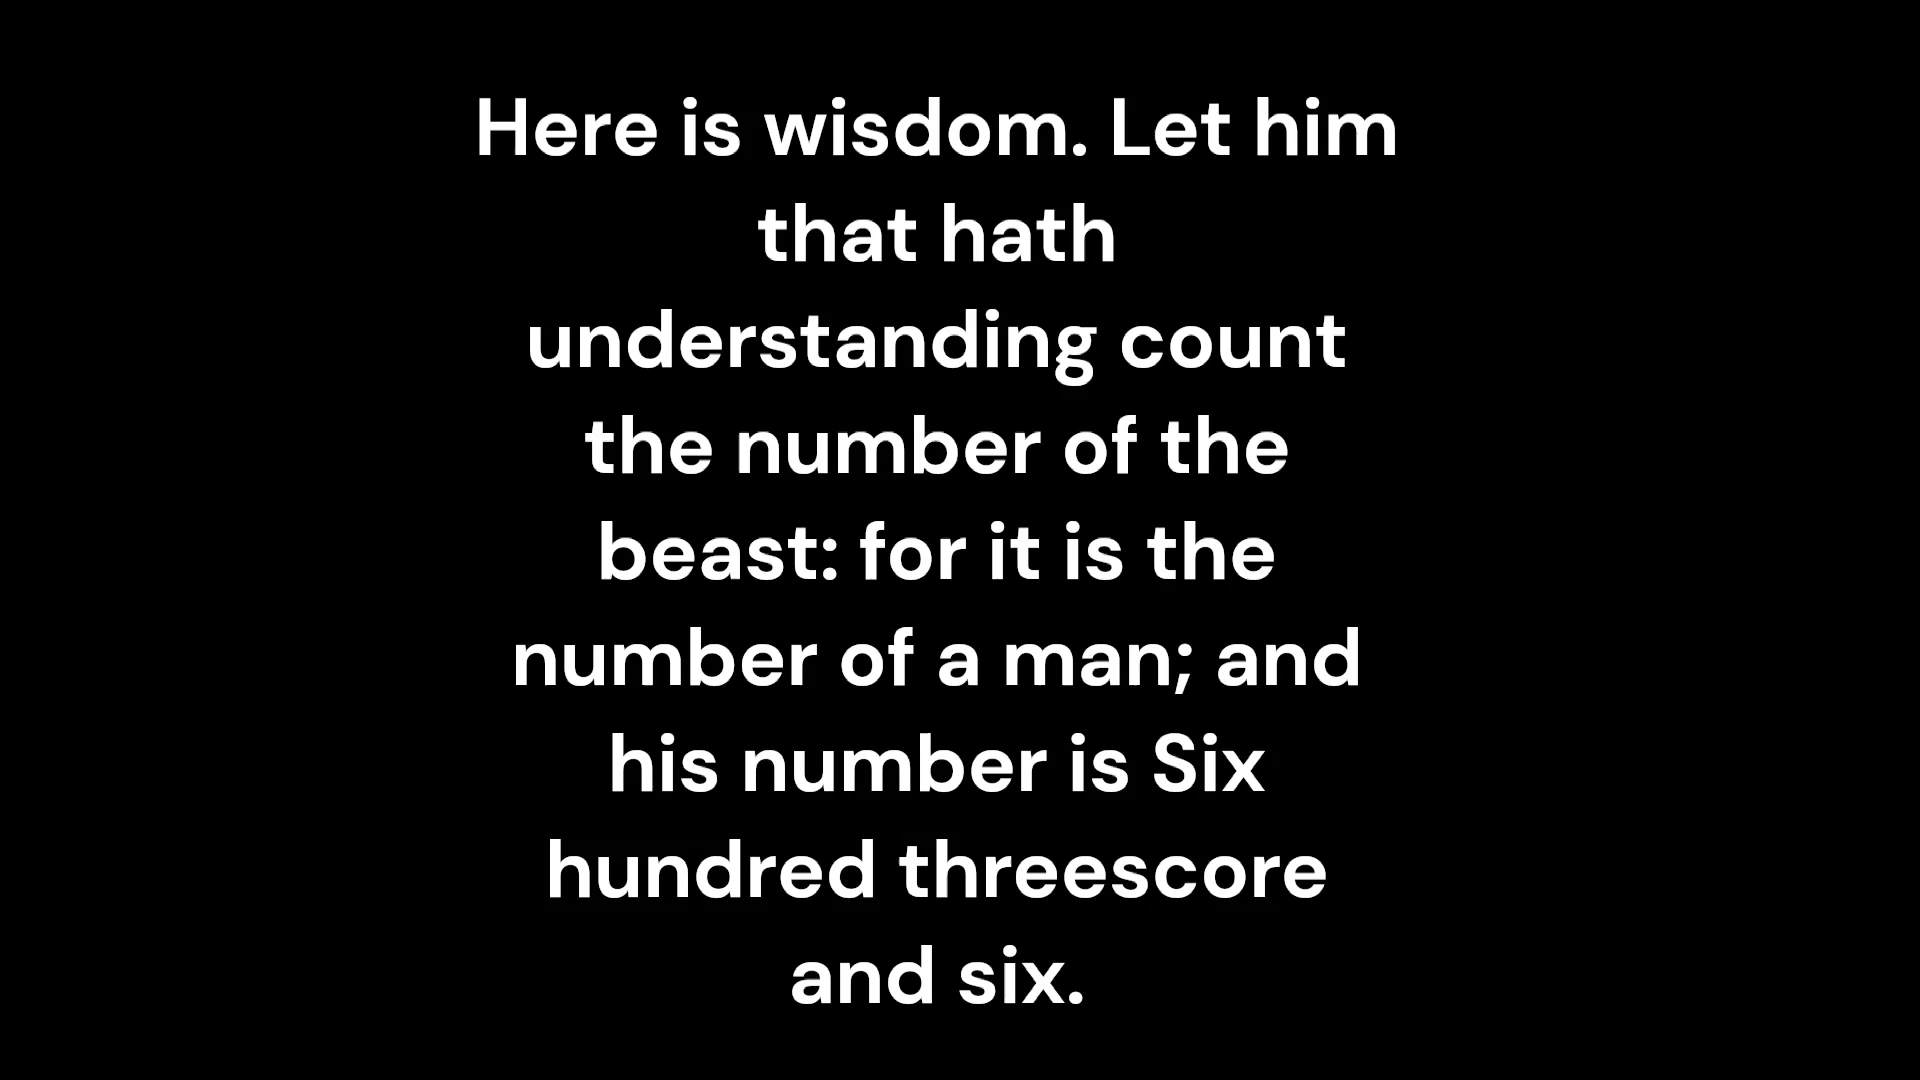 Here is wisdom. Let him
that hath
understanding count
the number of the
beast: for it is the
number of a man; and
his number is Six
hundred threescore
and six.